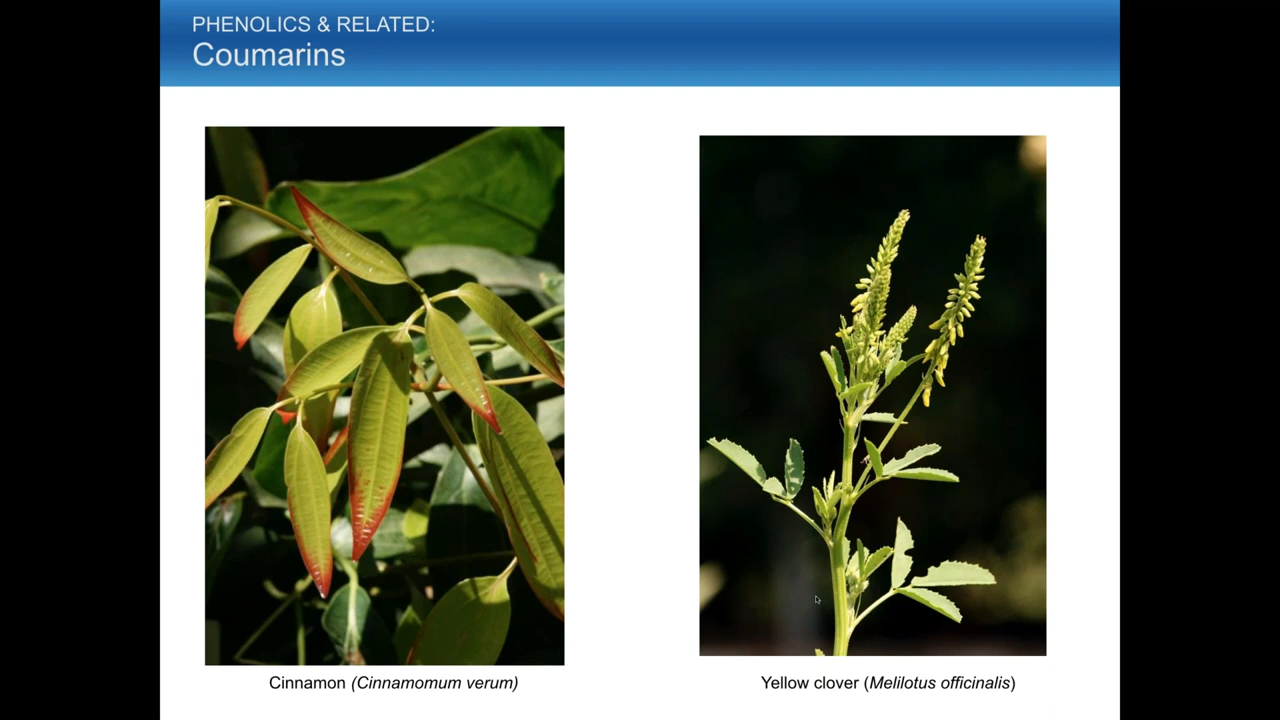 PHENOLICS & RELATED:
Coumarins
Cinnamon (Cinnamomum verum)
Yellow clover (Melilotus officinalis)